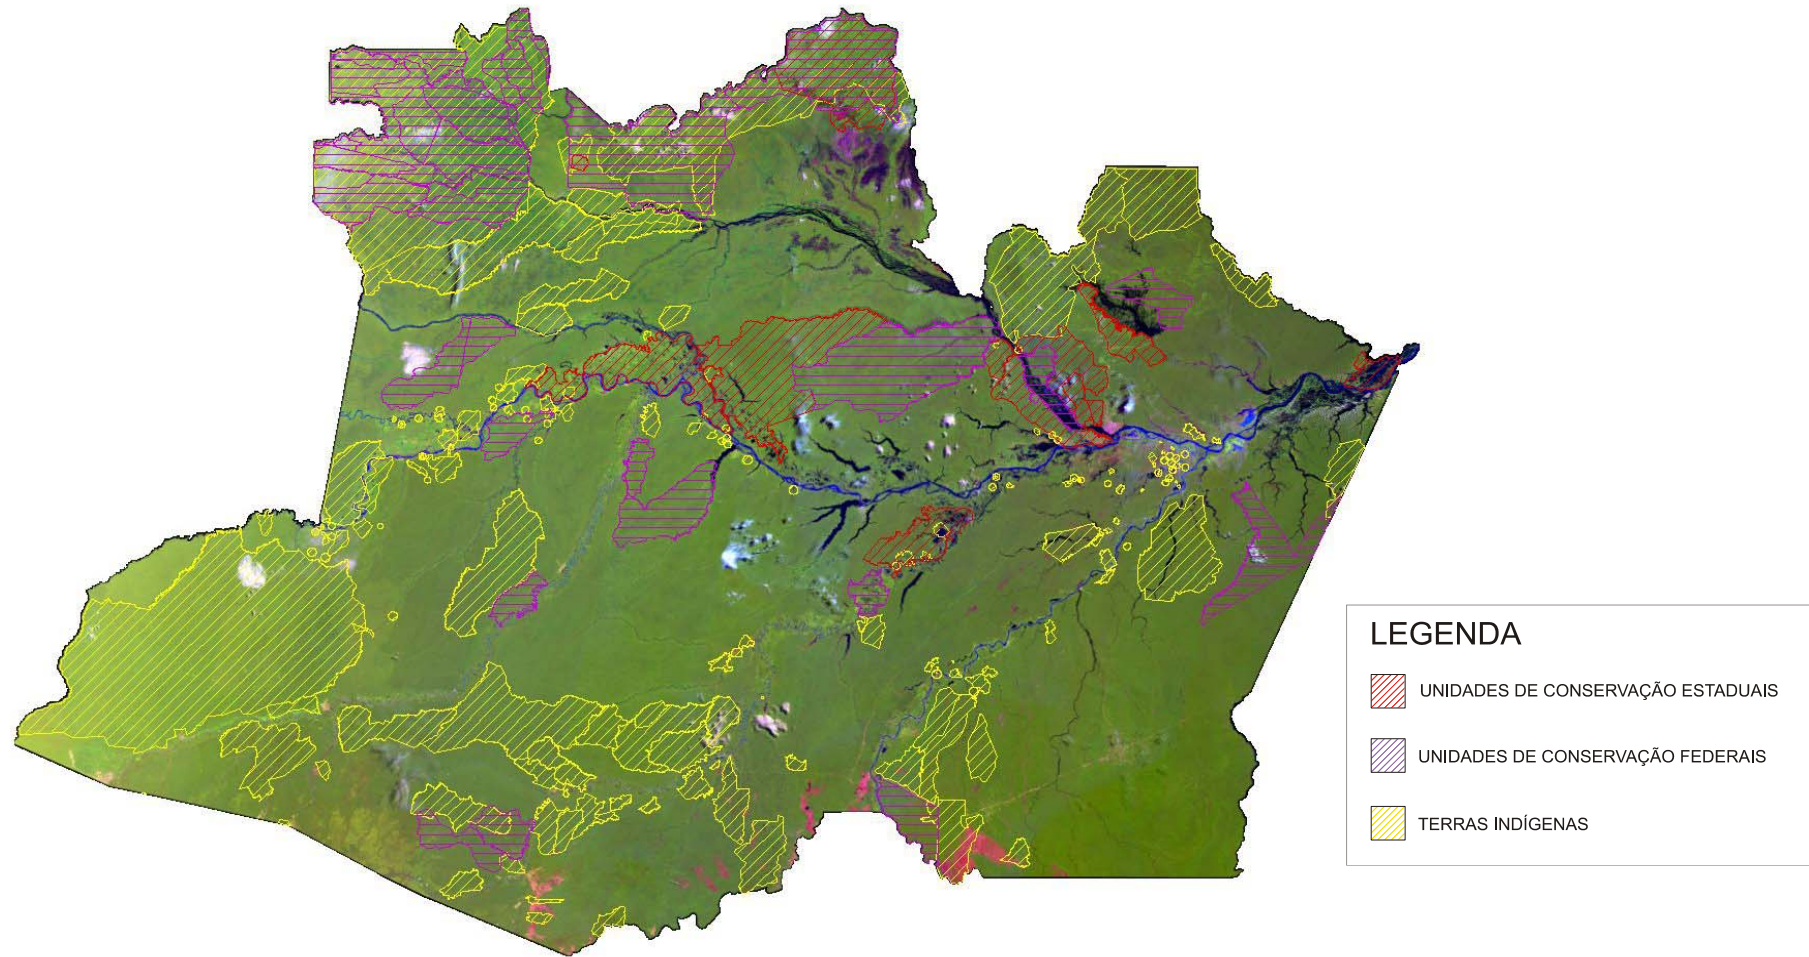 LEGENDA
UNIDADES DE CONSERVAÇÃO ESTADUAIS
UNIDADES DE CONSERVAÇÃO FEDERAIS
TERRAS INDÍGENAS